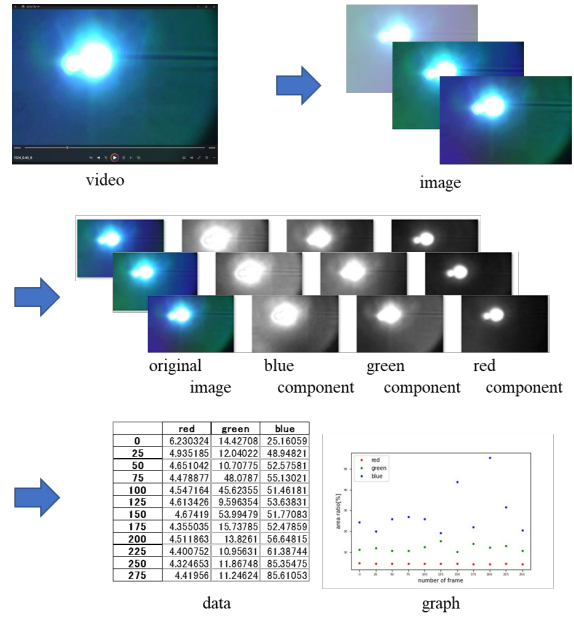 video
image
original image
blue component
green component
red component
red green blue
0 6.230324 14.42708 25.16059
25 4.935185 12.04022 48.94821
50 4.651042 10.70775 52.57581
75 4.478877 48.0787 55.13021
100 4.547164 45.62355 51.46181
125 4.613426 9.596354 53.63831
150 4.67419 53.99479 51.77083
175 4.355035 15.73785 52.47859
200 4.511863 13.8261 56.64815
225 4.400752 10.95631 61.38744
250 4.324653 11.86748 85.35475
275 4.41956 11.24624 85.61053
data
red
green
blue
area ratio[%]
number of frame
graph